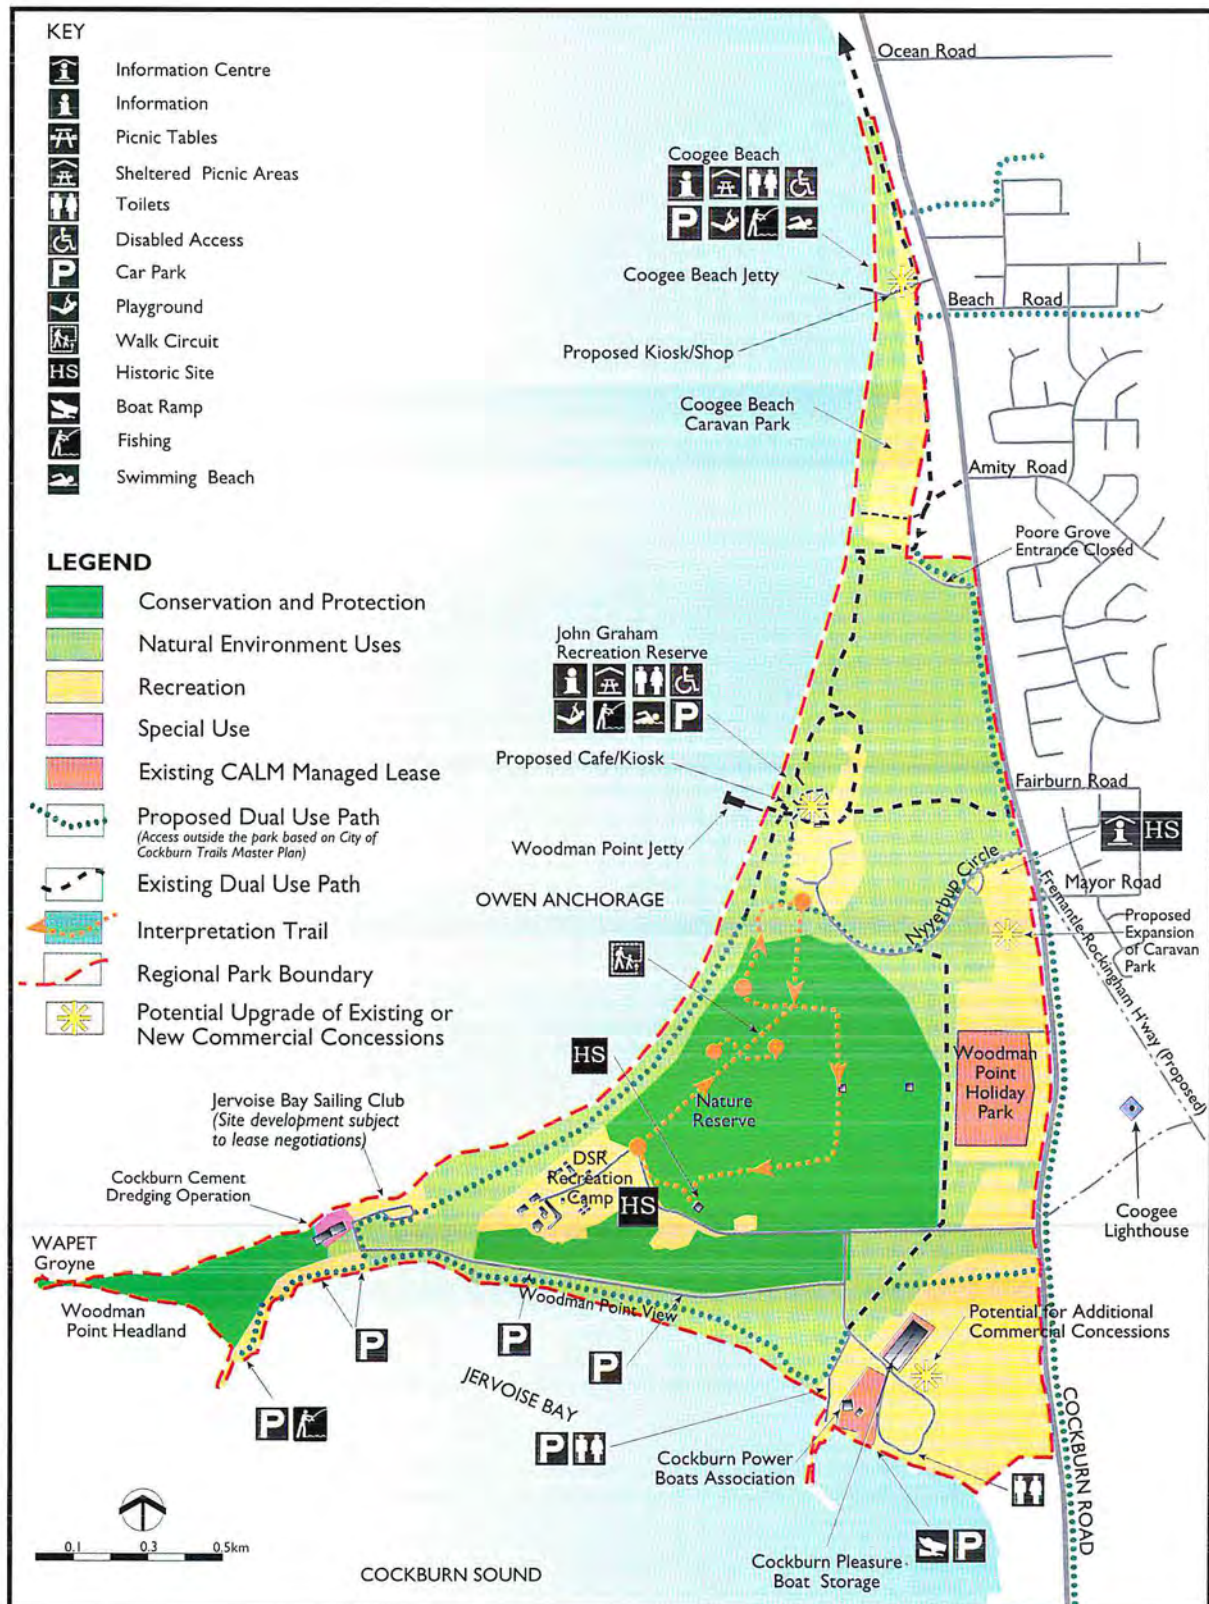 KEY
Information Centre
Information
Picnic Tables
Sheltered Picnic Areas
Toilets
Disabled Access
P
Car Park
Playground
Walk Circuit
HS
Historic Site
Boat Ramp
Fishing
Swimming Beach
LEGEND
Conservation and Protection
Natural Environment Uses
Recreation
Special Use
Existing CALM Managed Lease
Proposed Dual Use Path
(Access outside the park based on City of
Cockburn Trails Master Plan)
Existing Dual Use Path
Interpretation Trail
Regional Park Boundary
Potential Upgrade of Existing or
New Commercial Concessions
Ocean Road
Coogee Beach
P
Coogee Beach Jetty
Beach Road
Proposed Kiosk/Shop
Coogee Beach
Caravan Park
Amity Road
Poore Grove
Entrance Closed
John Graham
Recreation Reserve
P
Proposed Cafe/Kiosk
Fairburn Road
HS
Woodman Point Jetty
Nyyerbup Circle
Mayor Road
OWEN ANCHORAGE
Proposed
Expansion
of Caravan
Park
Fremantle-Rockingham H'way (Proposed)
HS
Woodman
Point
Holiday
Park
Nature
Reserve
Jervoise Bay Sailing Club
(Site development subject
to lease negotiations)
DSR
Recreation
Camp
HS
Cockburn Cement
Dredging Operation
Coogee
Lighthouse
WAPET
Groyne
Woodman
Point Headland
Woodman Point View
P
P
P
Potential for Additional
Commercial Concessions
JERVOISE BAY
P
P
Cockburn Power
Boats Association
COCKBURN ROAD
P
Cockburn Pleasure
Boat Storage
0.1 0.3 0.5km
COCKBURN SOUND